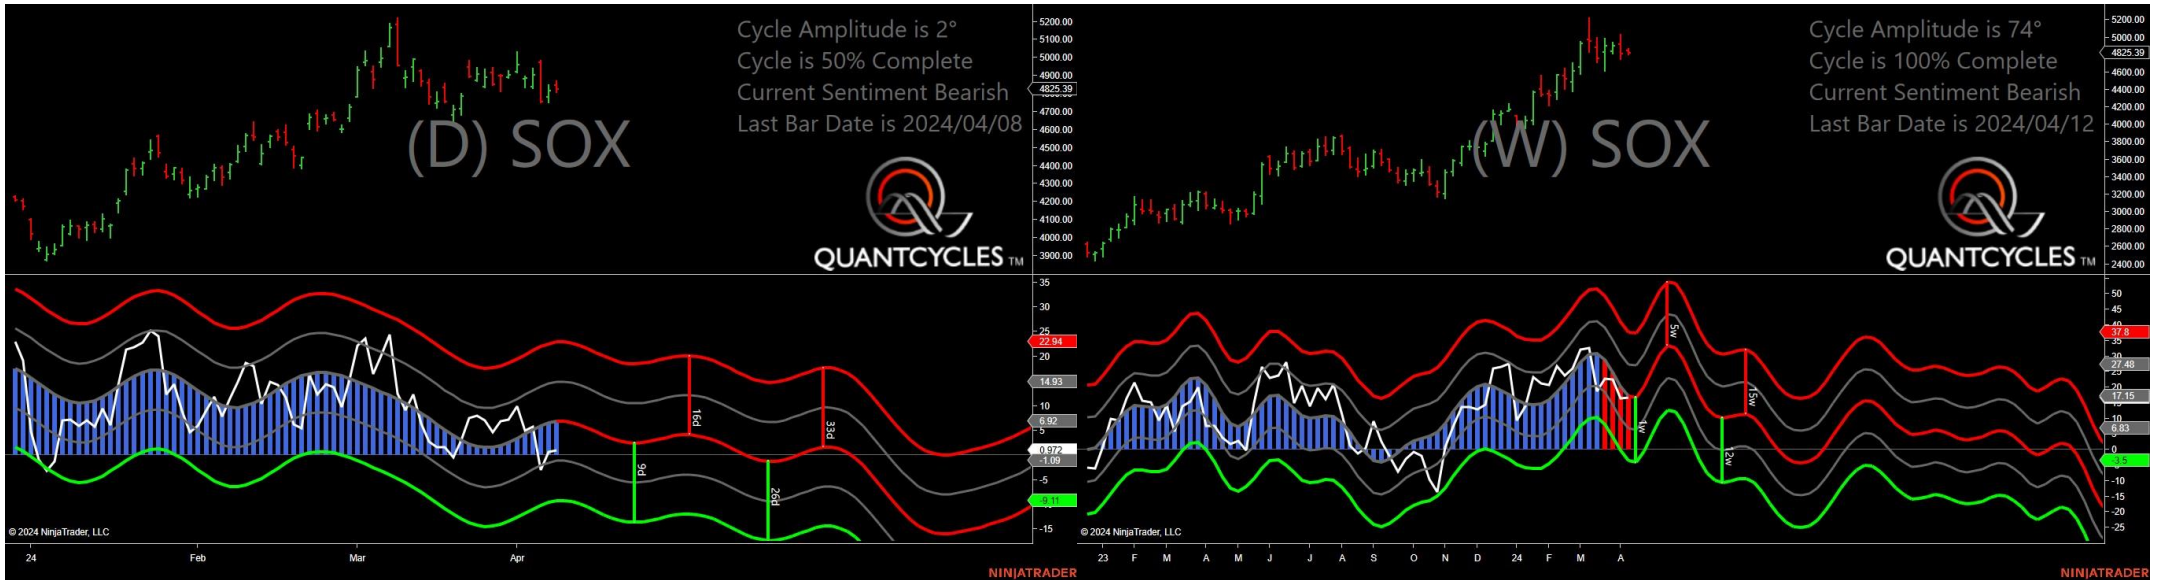 Cycle Amplitude is 2°
Cycle is 50% Complete
Current Sentiment Bearish
Last Bar Date is 2024/04/08
(D) SOX
QUANTCYCLES TM
5200.00
5100.00
5000.00
4900.00
4825.39
4700.00
4600.00
4500.00
4400.00
4300.00
4200.00
4100.00
4000.00
3900.00
35
30
25
22.94
20
14.93
10
6.92
5
0.972
-1.09
-5
-9.11
-15
9d
16d
26d
33d
© 2024 NinjaTrader, LLC
24 Feb Mar Apr
NINJATRADER
Cycle Amplitude is 74°
Cycle is 100% Complete
Current Sentiment Bearish
Last Bar Date is 2024/04/12
(W) SOX
QUANTCYCLES TM
5200.00
5000.00
4825.39
4600.00
4400.00
4200.00
4000.00
3800.00
3600.00
3400.00
3200.00
3000.00
2800.00
2600.00
2400.00
50
45
40
37.8
35
30
27.48
25
20
17.15
10
6.83
0
-3.5
-10
-15
-20
-25
1w
5w
12w
15w
© 2024 NinjaTrader, LLC
23 F M A M J J A S O N D 24 F M A
NINJATRADER